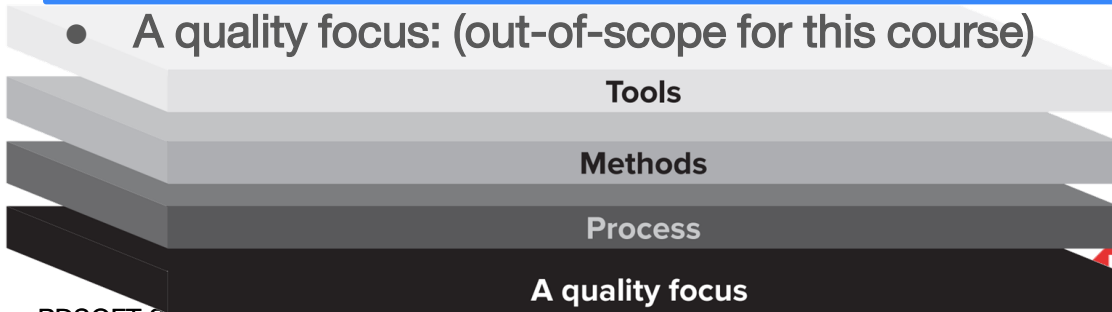 ● A quality focus: (out-of-scope for this course)
Tools
Methods
Process
A quality focus